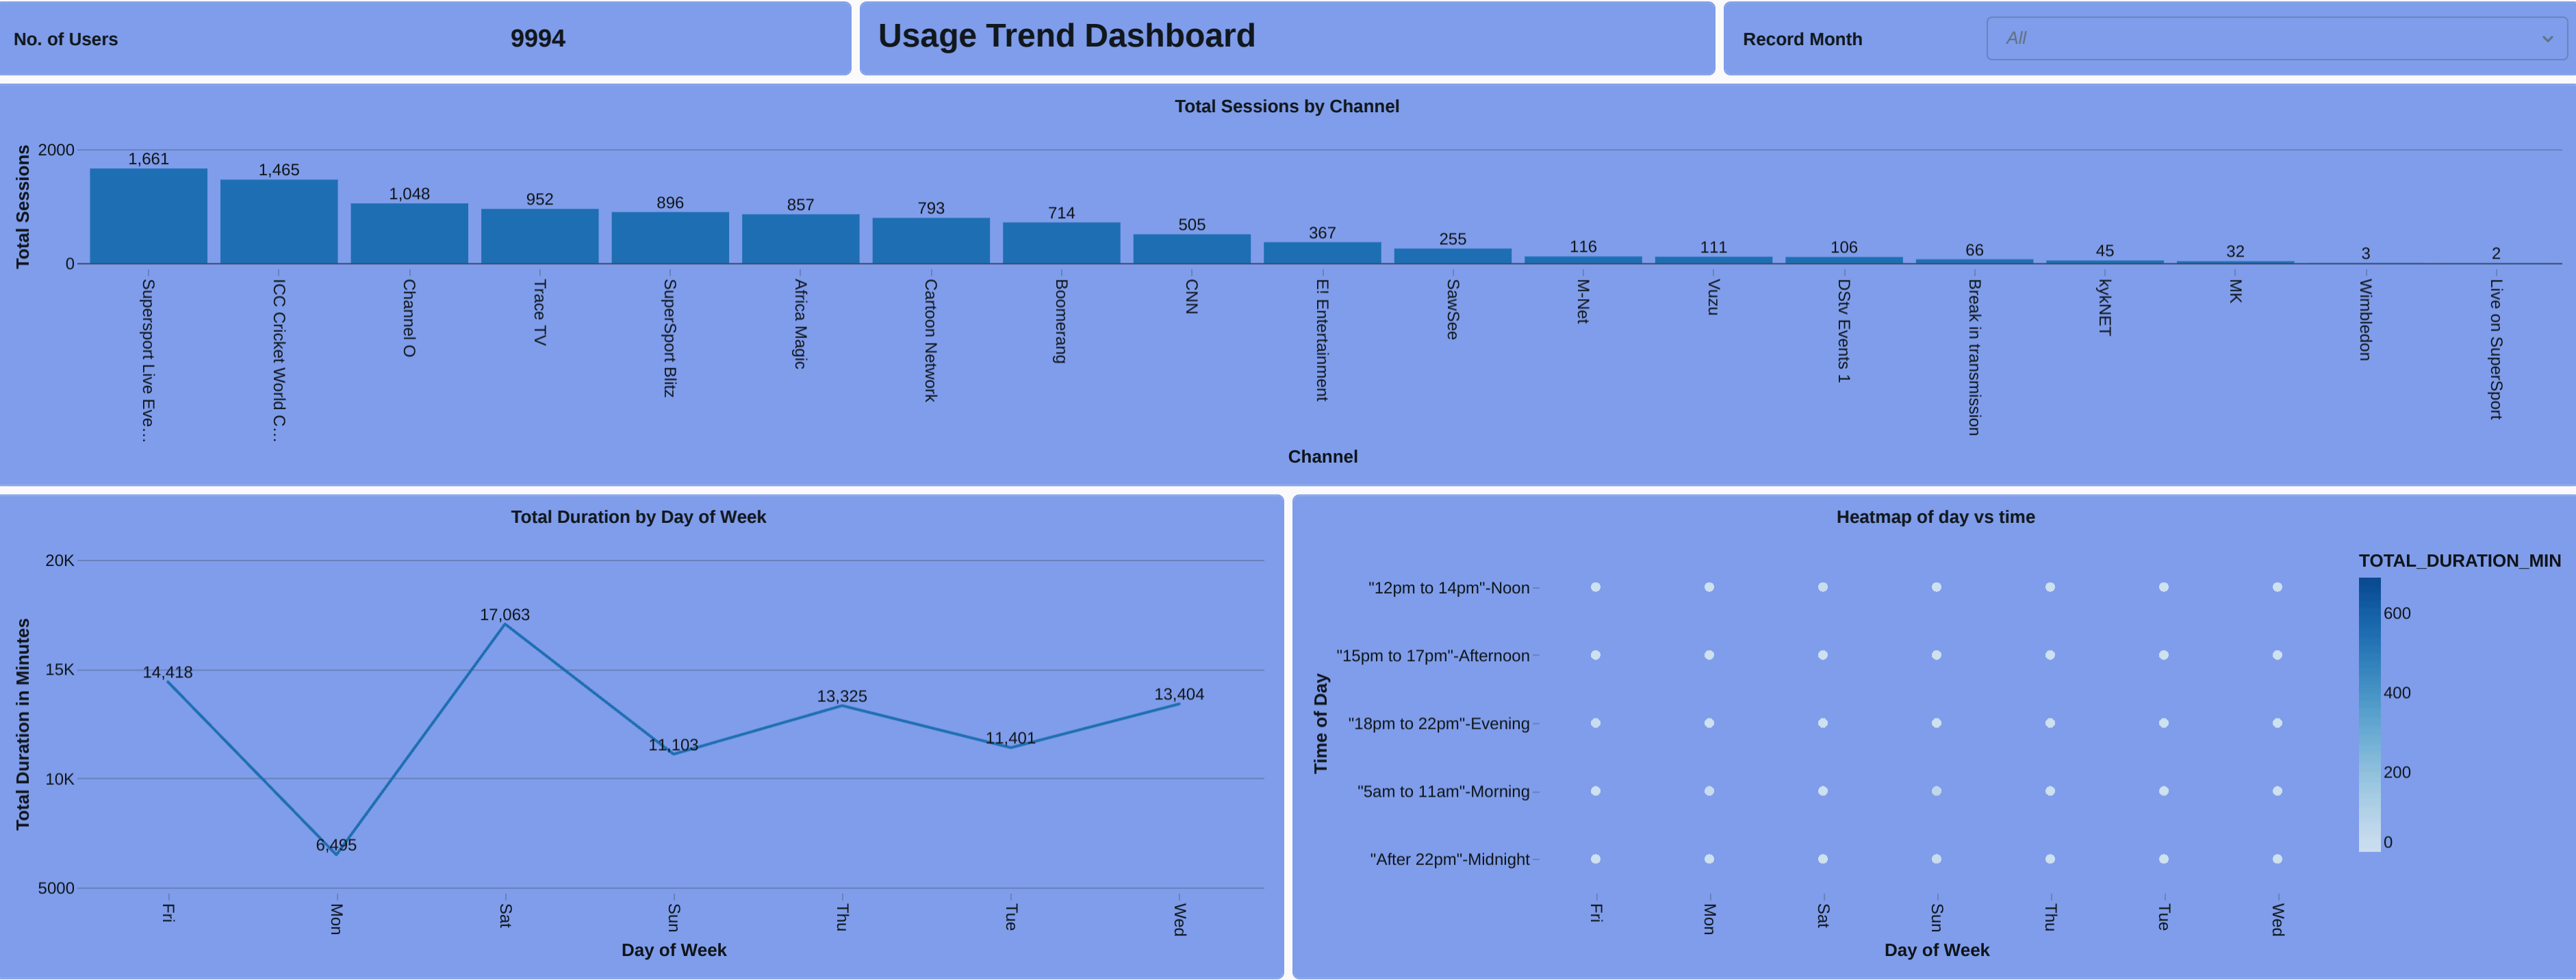 No. of Users
9994
Usage Trend Dashboard
Record Month
All
Total Sessions by Channel
Total Sessions
2000
0
1,661
1,465
1,048
952
896
857
793
714
505
367
255
116
111
106
66
45
32
3
2
Supersport Live Eve…
ICC Cricket World C…
Channel O
Trace TV
SuperSport Blitz
Africa Magic
Cartoon Network
Boomerang
CNN
E! Entertainment
SawSee
M-Net
Vuzu
DStv Events 1
Break in transmission
kykNET
MK
Wimbledon
Live on SuperSport
Channel
Total Duration by Day of Week
Total Duration in Minutes
20K
15K
10K
5000
14,418
6,495
17,063
11,103
13,325
11,401
13,404
Fri
Mon
Sat
Sun
Thu
Tue
Wed
Day of Week
Heatmap of day vs time
Time of Day
"12pm to 14pm"-Noon
"15pm to 17pm"-Afternoon
"18pm to 22pm"-Evening
"5am to 11am"-Morning
"After 22pm"-Midnight
Fri
Mon
Sat
Sun
Thu
Tue
Wed
Day of Week
TOTAL_DURATION_MIN
600
400
200
0